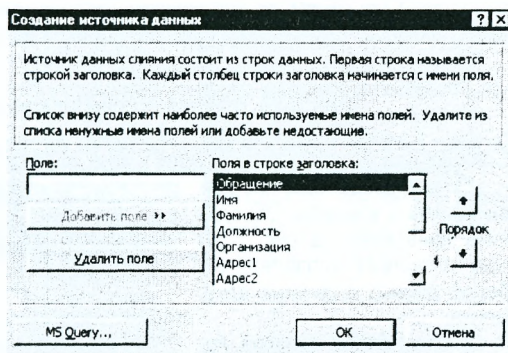 Создание источника данных
Источник данных слияния состоит из строк данных. Первая строка называется
строкой заголовка. Каждый столбец строки заголовка начинается с имени поля.
Список внизу содержит наиболее часто используемые имена полей. Удалите из
списка ненужные имена полей или добавьте недостающие.
Поле:
Поля в строке заголовка:
Обращение
Имя
Фамилия
Должность
Организация
Адрес1
Адрес2
Добавить поле
Удалить поле
Порядок
MS Query...
OK
Отмена